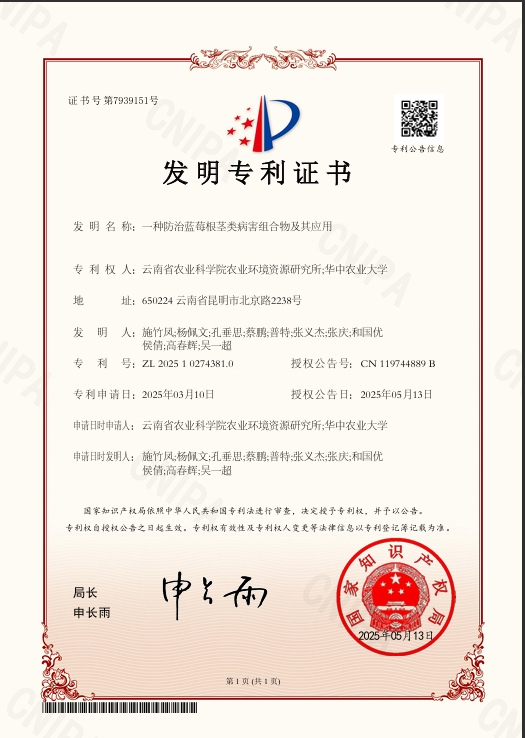 证书号第7939151号
专利公告信息
发明专利证书
发明名称：一种防治蓝莓根茎类病害组合物及其应用
专利权人：云南省农业科学院农业环境资源研究所;华中农业大学
地址：650224 云南省昆明市北京路2238号
发明人：施竹凤;杨佩文;孔垂思;蔡鹏;普特;张义杰;张庆;和国优
侯倩;高春辉;吴一超
专利号：ZL 2025 1 0274381.0 授权公告号：CN 119744889 B
专利申请日：2025年03月10日 授权公告日：2025年05月13日
申请日时申请人：云南省农业科学院农业环境资源研究所;华中农业大学
申请日时发明人：施竹凤;杨佩文;孔垂思;蔡鹏;普特;张义杰;张庆;和国优
侯倩;高春辉;吴一超
国家知识产权局依照中华人民共和国专利法进行审查，决定授予专利权，并予以公告。
专利权自授权公告之日起生效。专利权有效性及专利权人变更等法律信息以专利登记簿记载为准。
局长
申长雨
申长雨
国家知识产权局
2025年05月13日
第1页(共1页)
CNIPA